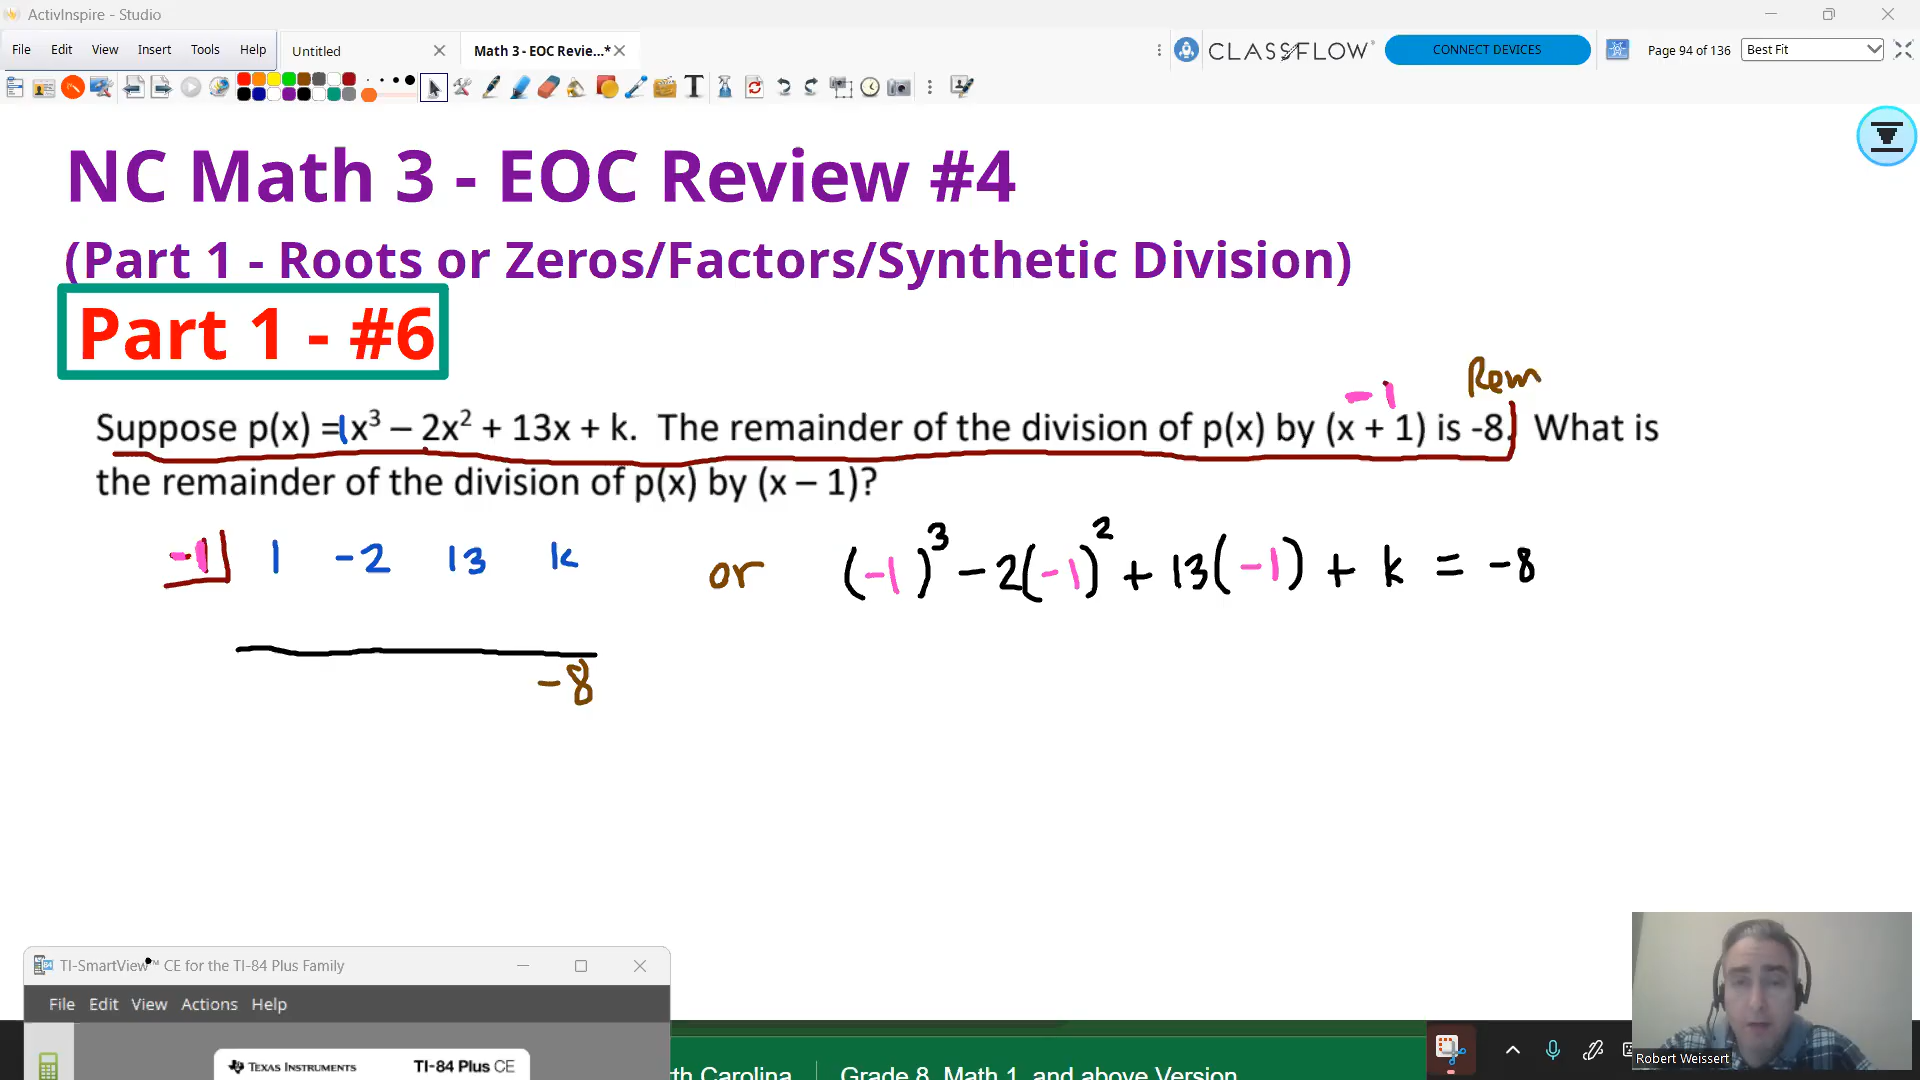 ActivInspire - Studio
File Edit View Insert Tools Help
Untitled
Math 3 - EOC Revie...*
CLASSFLOW
CONNECT DEVICES
Page 94 of 136
Best Fit
NC Math 3 - EOC Review #4
(Part 1 - Roots or Zeros/Factors/Synthetic Division)
Part 1 - #6
-1 Rem
Suppose p(x) = 1x³ – 2x² + 13x + k. The remainder of the division of p(x) by (x + 1) is -8. What is
the remainder of the division of p(x) by (x – 1)?
-1 1 -2 13 k or (-1)³ - 2(-1)² + 13(-1) + k = -8
-8
TI-SmartView™ CE for the TI-84 Plus Family
File Edit View Actions Help
TEXAS INSTRUMENTS TI-84 Plus CE
Carolina
Grade 8, Math 1, and above Version
Robert Weissert